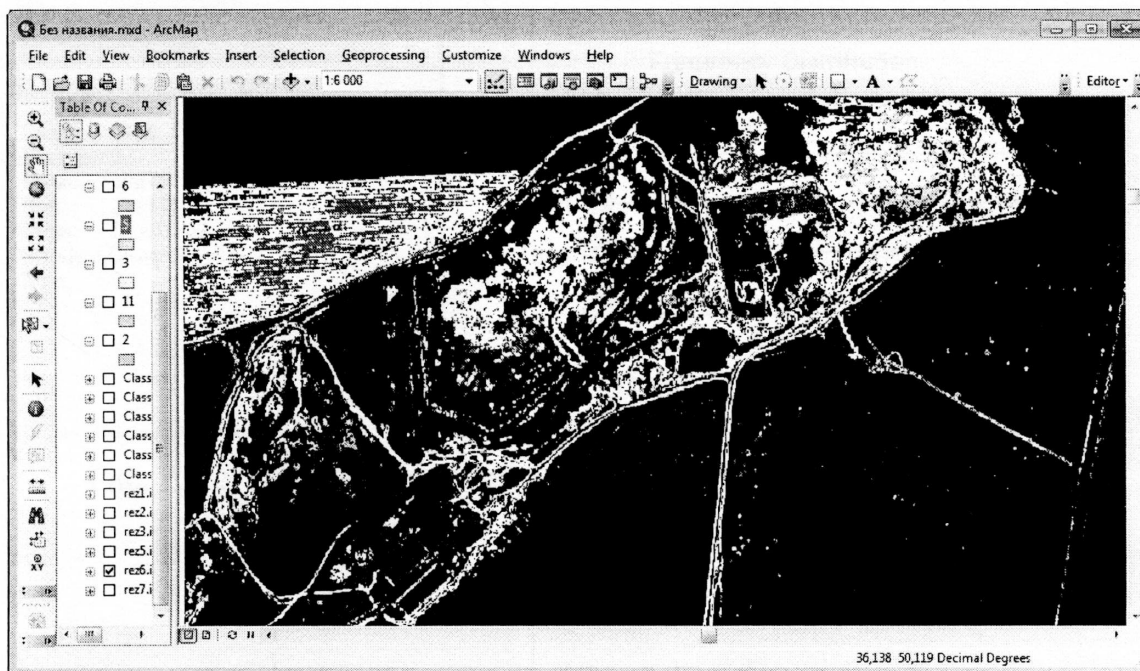 Без названия.mxd - ArcMap
File Edit View Bookmarks Insert Selection Geoprocessing Customize Windows Help
1:6 000 Drawing A Editor
Table Of Co...
6
3
11
2
Class
Class
Class
Class
Class
Class
rez1.i
rez2.i
rez3.i
rez5.i
rez6.i
rez7.i
XY
36,138 50,119 Decimal Degrees